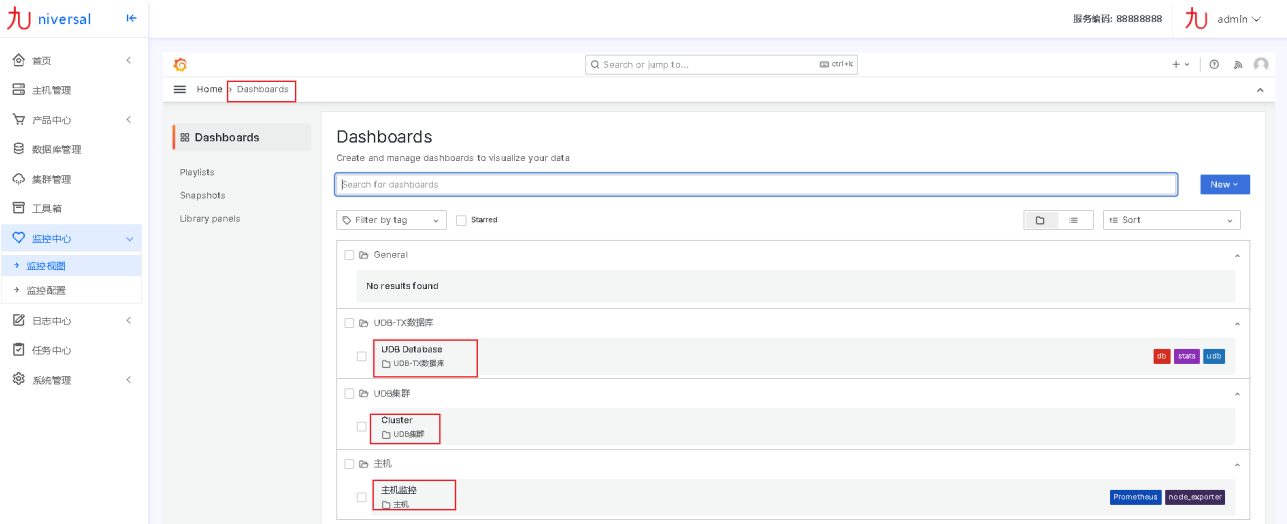 九U niversal
服务编码: 88888888
九U admin
首页
主机管理
产品中心
数据库管理
集群管理
工具箱
监控中心
监控视图
监控配置
日志中心
任务中心
系统管理
Search or jump to...
ctrl+k
Home › Dashboards
Dashboards
Playlists
Snapshots
Library panels
Dashboards
Create and manage dashboards to visualize your data
Search for dashboards
New
Filter by tag
Starred
Sort
General
No results found
UDB-TX数据库
UDB Database
UDB-TX数据库
db stats udb
UDB集群
Cluster
UDB集群
主机
主机监控
主机
Prometheus node_exporter